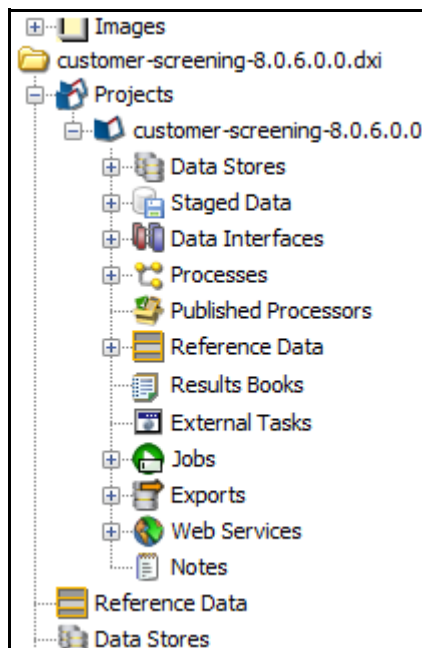 Images
customer-screening-8.0.6.0.0.dxi
Projects
customer-screening-8.0.6.0.0
Data Stores
Staged Data
Data Interfaces
Processes
Published Processors
Reference Data
Results Books
External Tasks
Jobs
Exports
Web Services
Notes
Reference Data
Data Stores